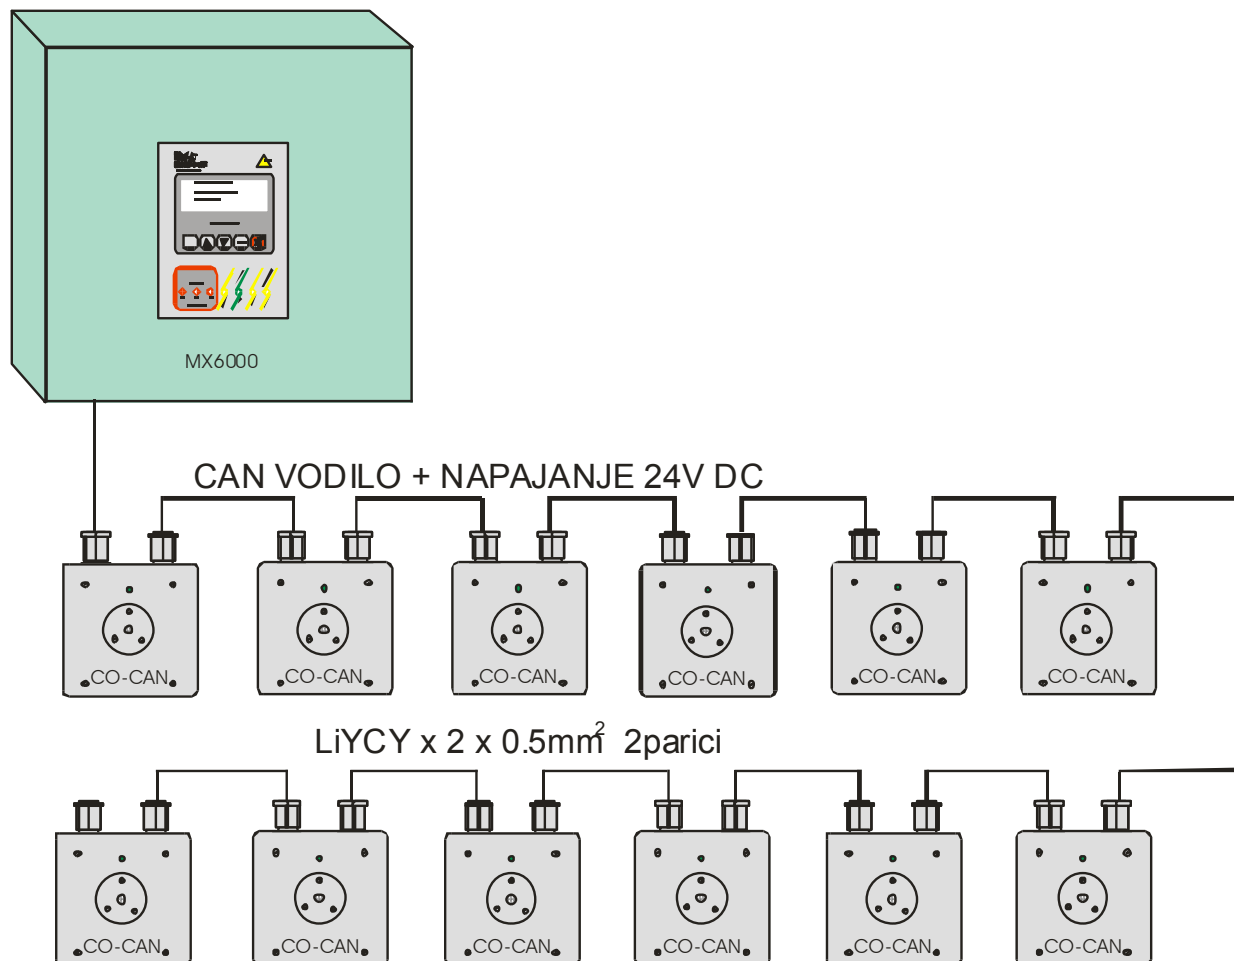 MX6000
CAN VODILO + NAPAJANJE 24V DC
CO-CAN CO-CAN CO-CAN CO-CAN CO-CAN CO-CAN
LiYCY x 2 x 0.5mm² 2parici
CO-CAN CO-CAN CO-CAN CO-CAN CO-CAN CO-CAN